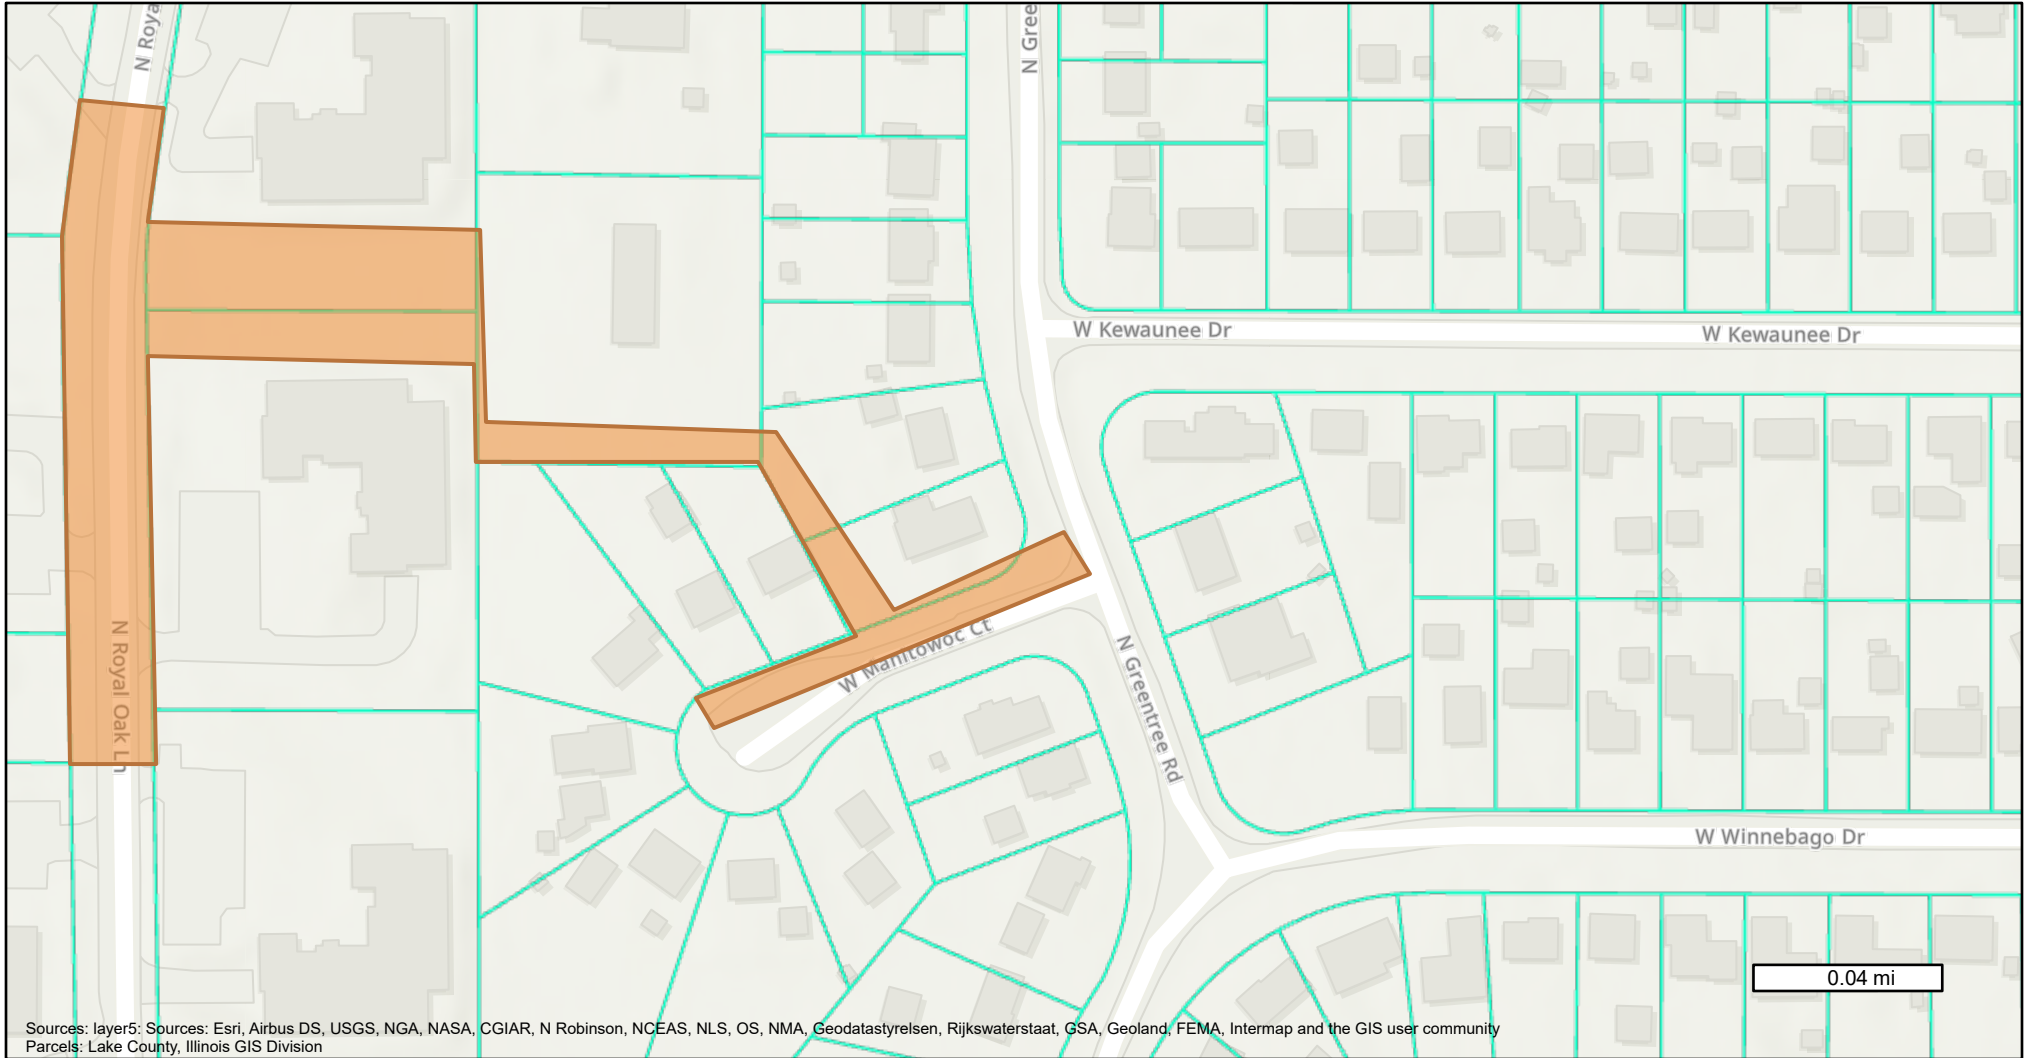 N Roya
N Gree
W Kewaunee Dr
W Kewaunee Dr
N Royal Oak Ln
W Manitowoc Ct
N Greentree Rd
W Winnebago Dr
0.04 mi
Sources: layer5: Sources: Esri, Airbus DS, USGS, NGA, NASA, CGIAR, N Robinson, NCEAS, NLS, OS, NMA, Geodatastyrelsen, Rijkswaterstaat, GSA, Geoland, FEMA, Intermap and the GIS user community
Parcels: Lake County, Illinois GIS Division